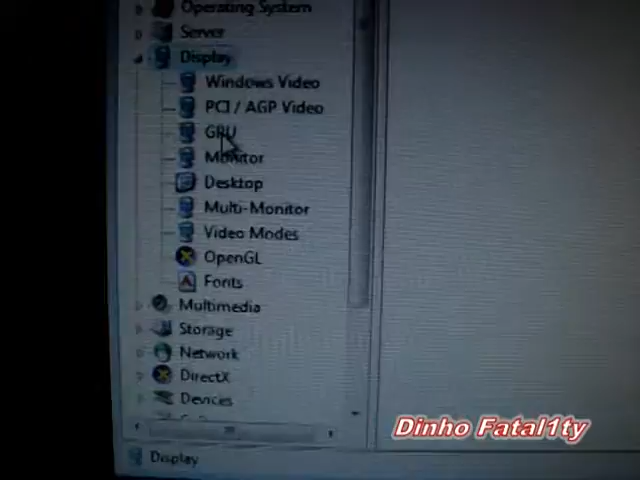 Operating System
Server
Display
Windows Video
PCI / AGP Video
GPU
Monitor
Desktop
Multi-Monitor
Video Modes
OpenGL
Fonts
Multimedia
Storage
Network
DirectX
Devices
Dinho Fatal1ty
Display